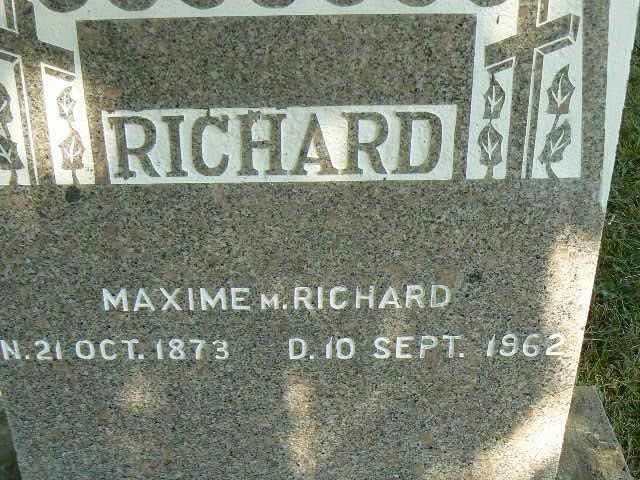 RICHARD
MAXIME M. RICHARD
N. 21 OCT. 1873 D. 10 SEPT. 1962